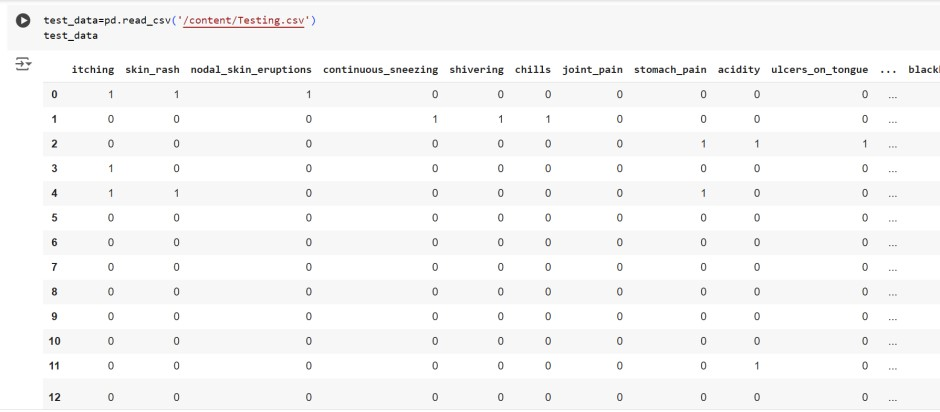 test_data=pd.read_csv('/content/Testing.csv')
test_data
itching skin_rash nodal_skin_eruptions continuous_sneezing shivering chills joint_pain stomach_pain acidity ulcers_on_tongue ...
0 1 1 1 0 0 0 0 0 0 0 ...
1 0 0 0 1 1 1 0 0 0 0 ...
2 0 0 0 0 0 0 0 1 1 1 ...
3 1 0 0 0 0 0 0 0 0 0 ...
4 1 1 0 0 0 0 0 1 0 0 ...
5 0 0 0 0 0 0 0 0 0 0 ...
6 0 0 0 0 0 0 0 0 0 0 ...
7 0 0 0 0 0 0 0 0 0 0 ...
8 0 0 0 0 0 0 0 0 0 0 ...
9 0 0 0 0 0 0 0 0 0 0 ...
10 0 0 0 0 0 0 0 0 0 0 ...
11 0 0 0 0 0 0 0 0 1 0 ...
12 0 0 0 0 0 0 0 0 0 0 ...